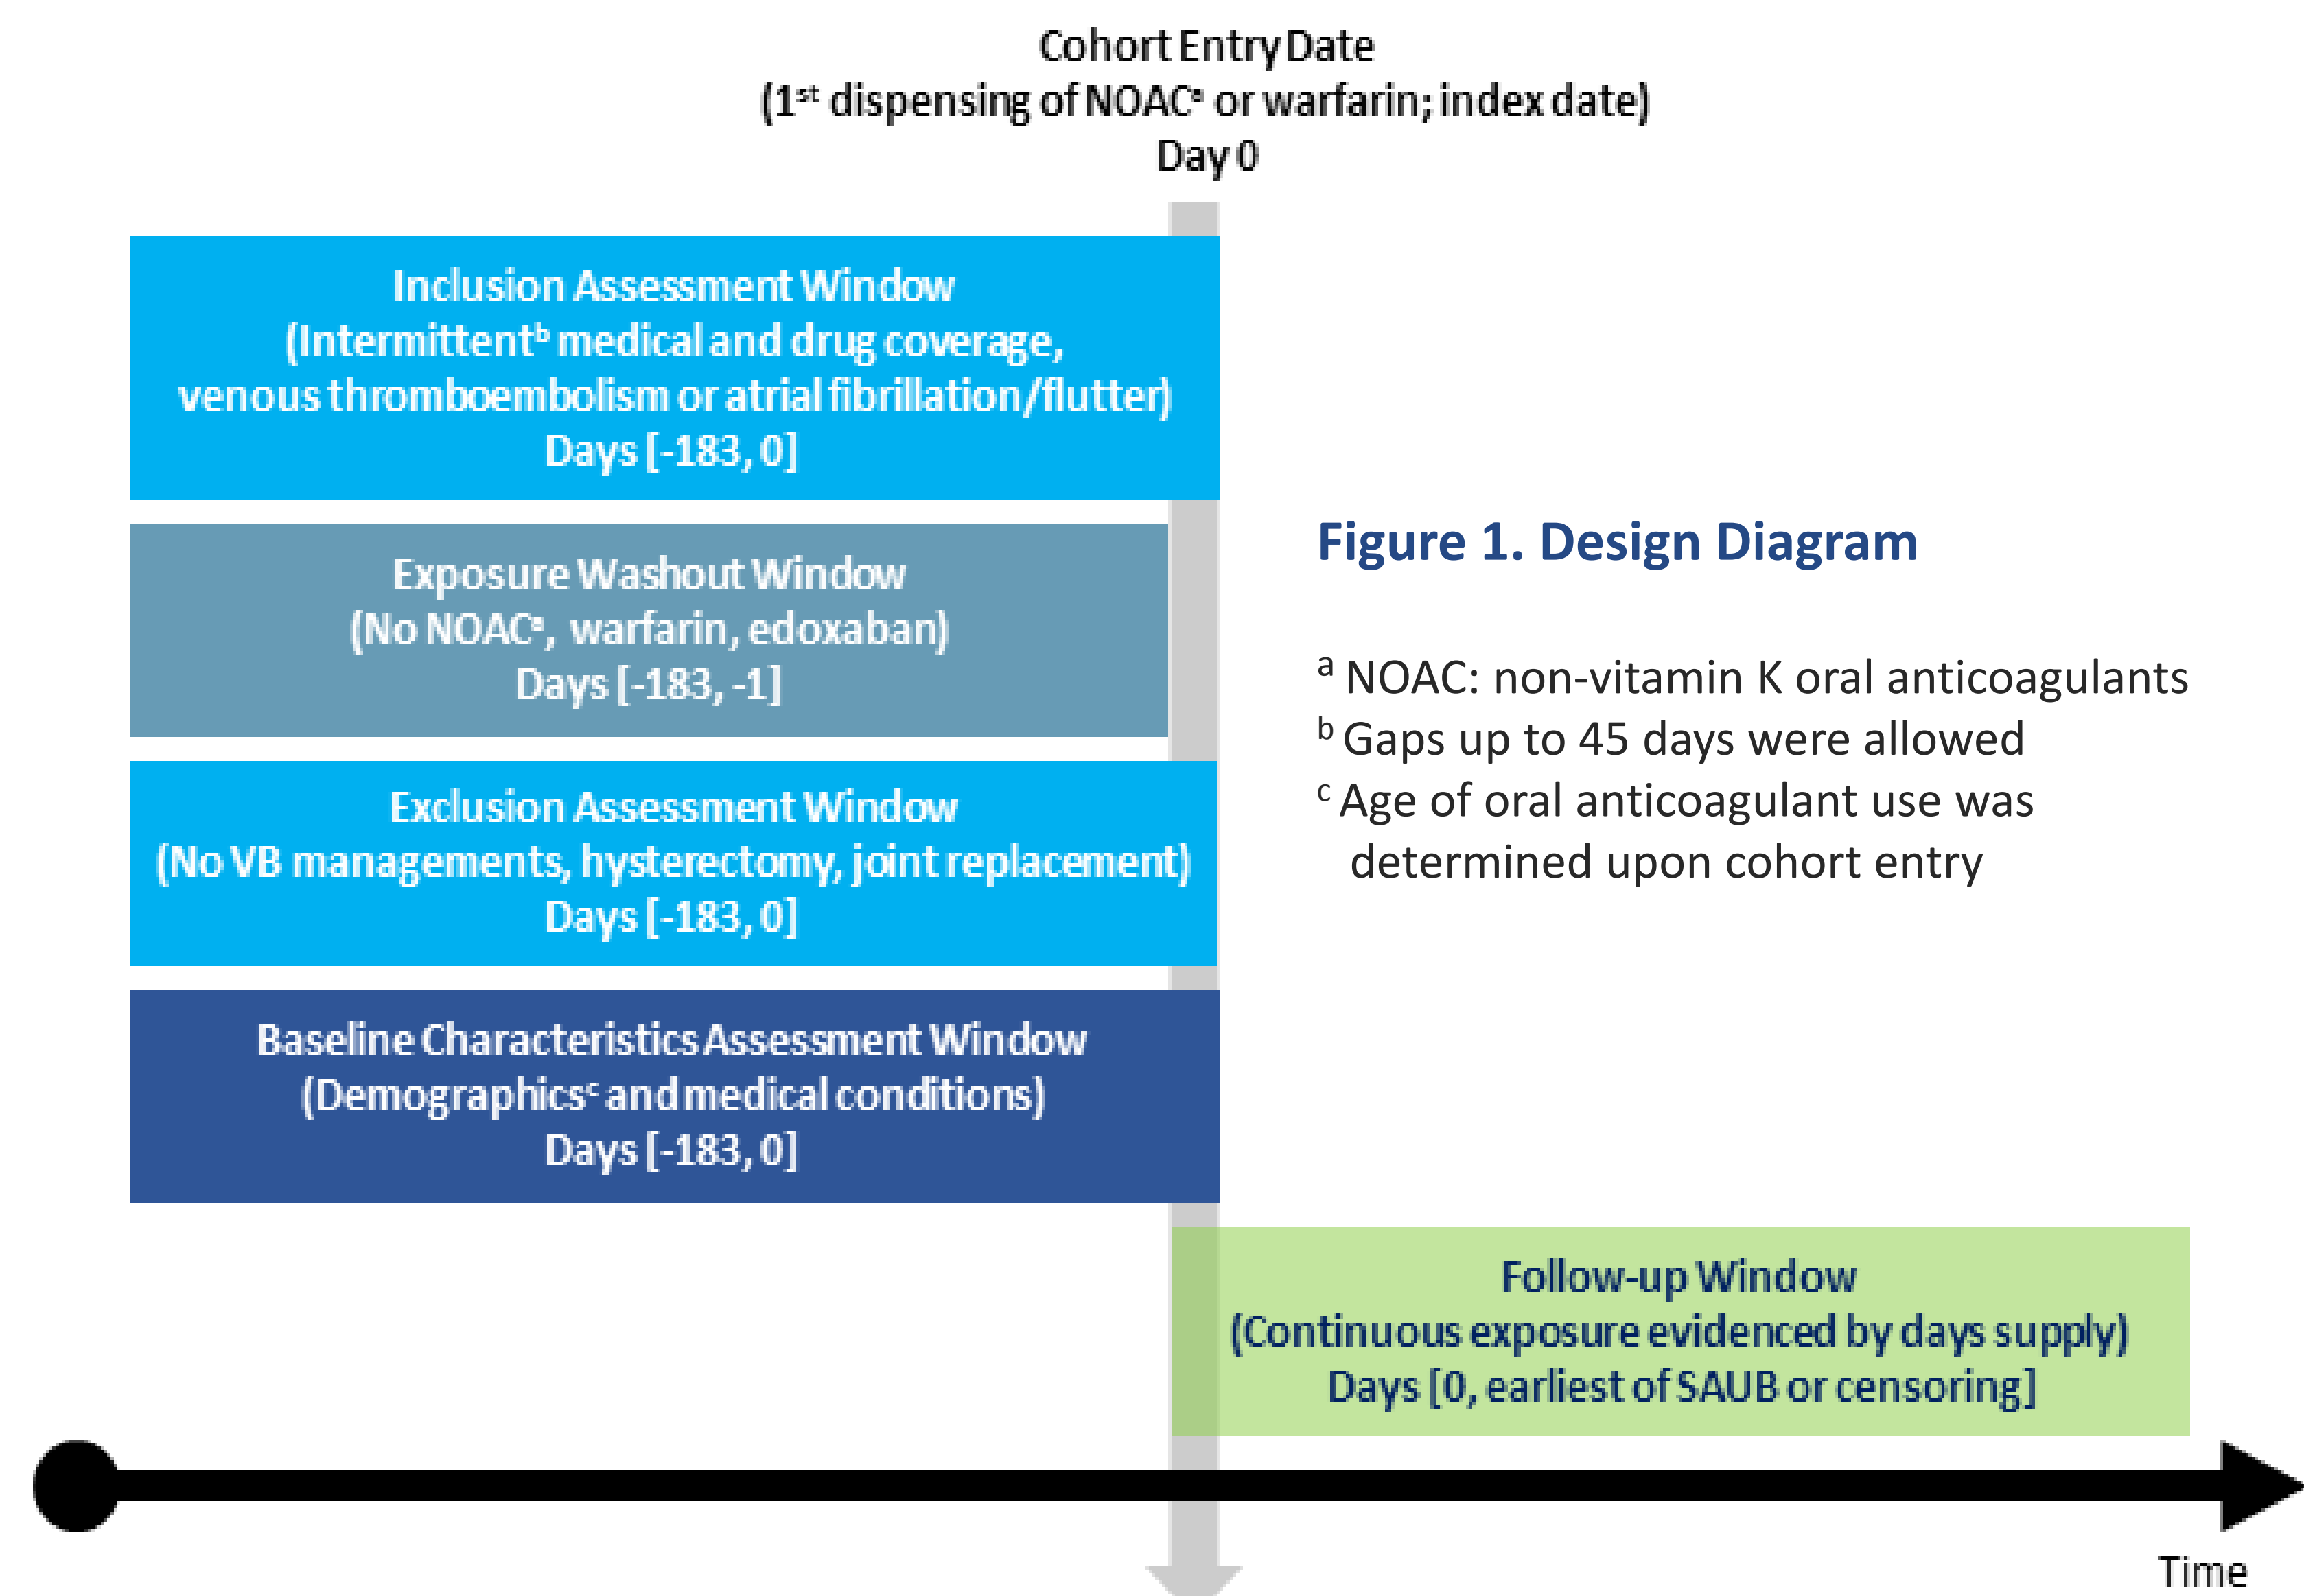 Cohort Entry Date
(1st dispensing of NOACa or warfarin; index date)
Day 0
Inclusion Assessment Window
(Intermittentb medical and drug coverage,
venous thromboembolism or atrial fibrillation/flutter)
Days [-183, 0]
Exposure Washout Window
(No NOACa, warfarin, edoxaban)
Days [-183, -1]
Exclusion Assessment Window
(No VB managements, hysterectomy, joint replacement)
Days [-183, 0]
Baseline Characteristics Assessment Window
(Demographicsc and medical conditions)
Days [-183, 0]
Figure 1. Design Diagram
a NOAC: non-vitamin K oral anticoagulants
b Gaps up to 45 days were allowed
c Age of oral anticoagulant use was
determined upon cohort entry
Follow-up Window
(Continuous exposure evidenced by days supply)
Days [0, earliest of SAUB or censoring]
Time